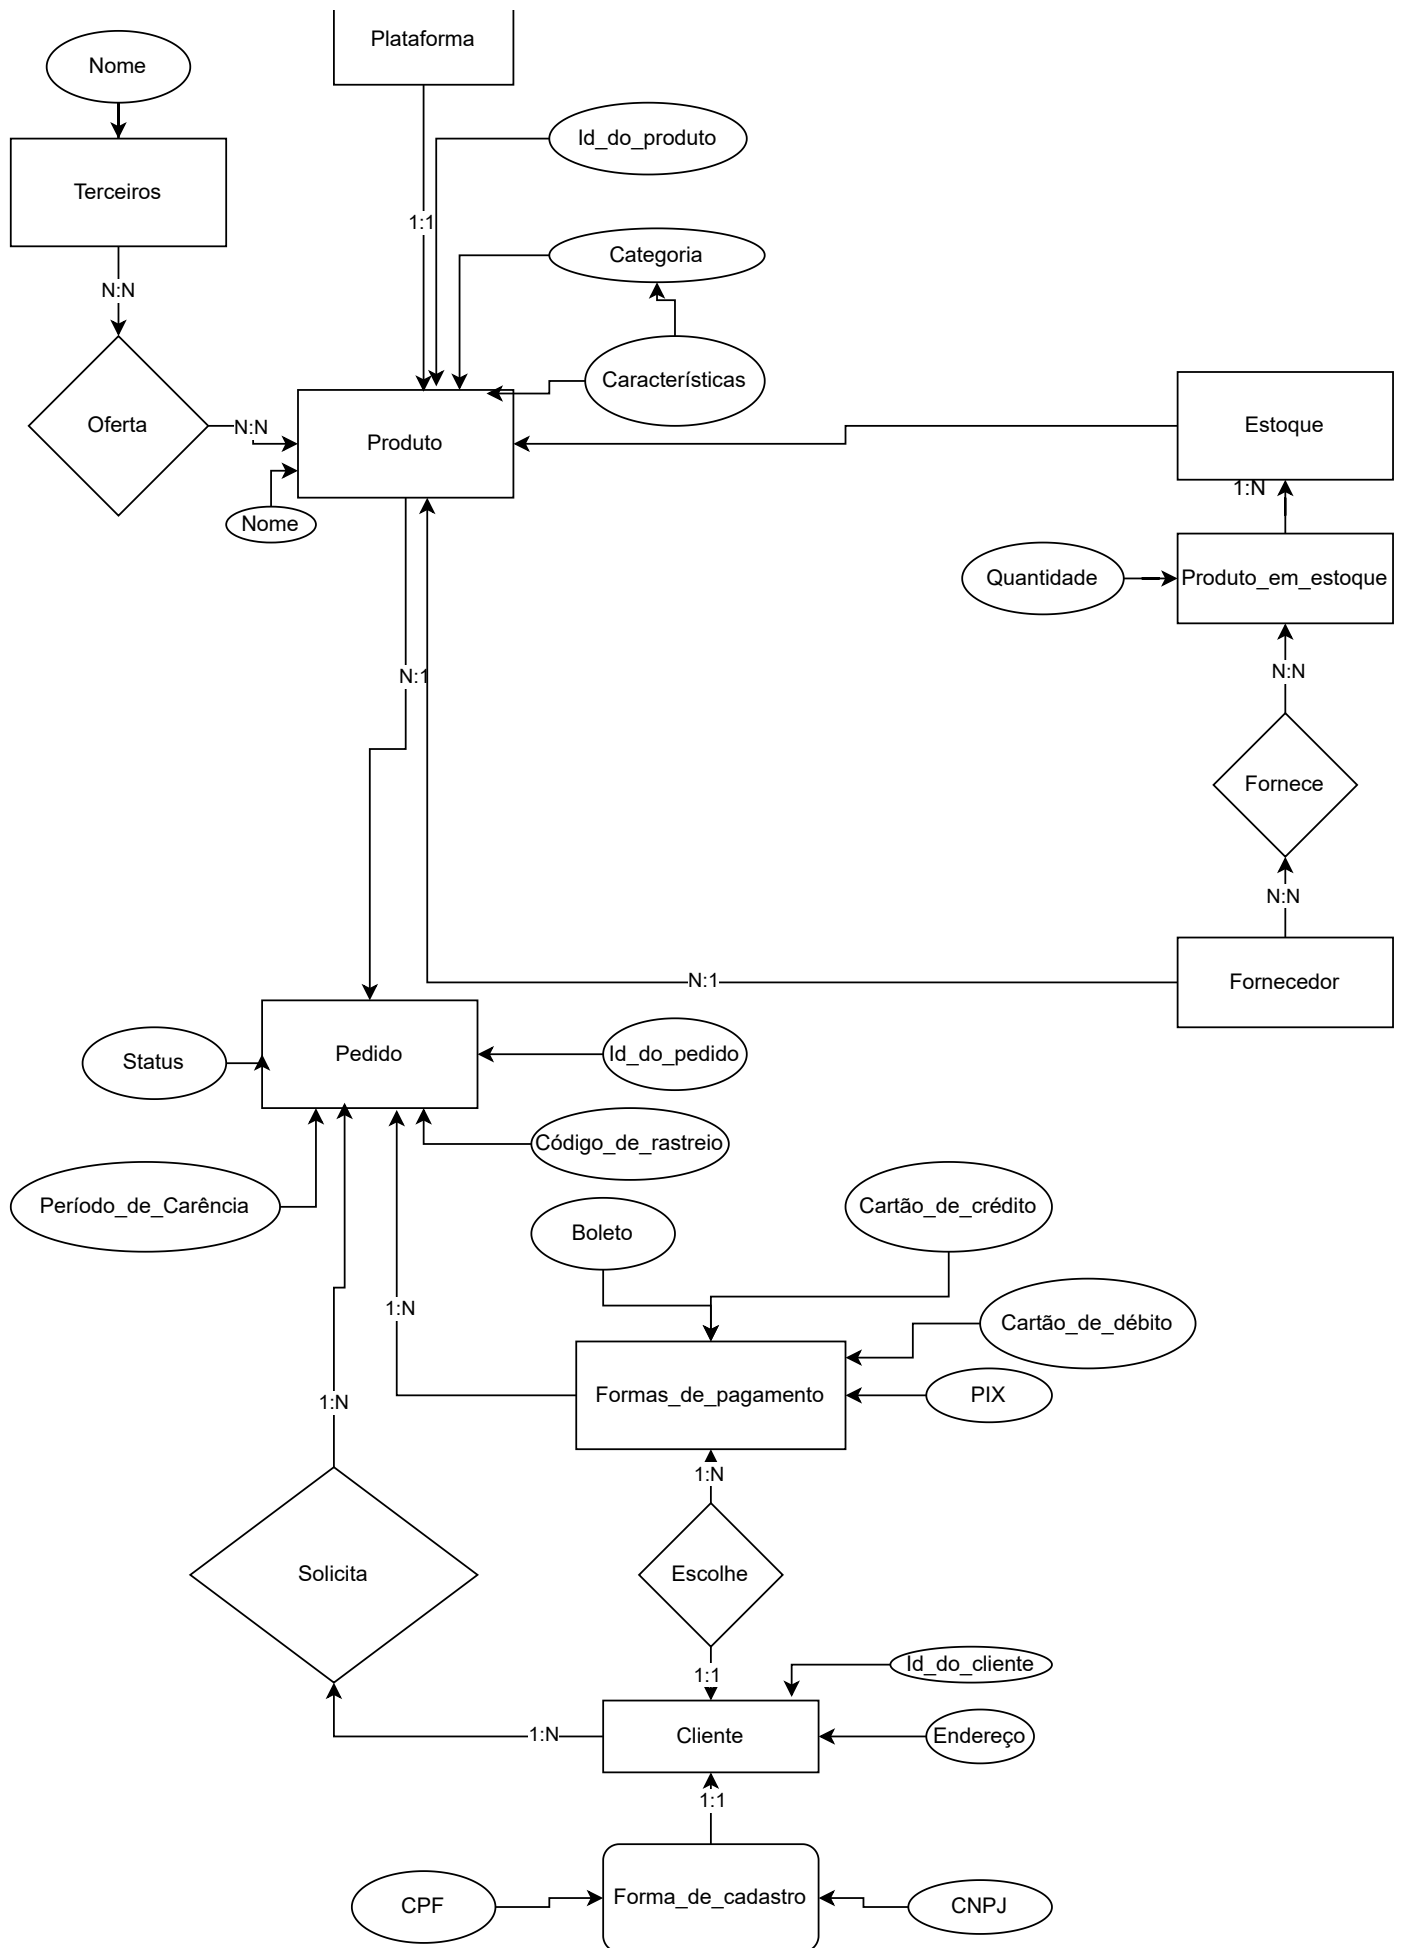 Plataforma
Nome
Id_do_produto
Terceiros
1:1
Categoria
N:N
Características
Oferta
N:N
Produto
Estoque
1:N
Nome
Quantidade
Produto_em_estoque
N:1
N:N
Fornece
N:N
N:1
Fornecedor
Status
Pedido
Id_do_pedido
Código_de_rastreio
Período_de_Carência
Boleto
Cartão_de_crédito
1:N
Cartão_de_débito
Formas_de_pagamento
PIX
1:N
1:N
Solicita
Escolhe
1:1
Id_do_cliente
1:N
Cliente
Endereço
1:1
CPF
Forma_de_cadastro
CNPJ